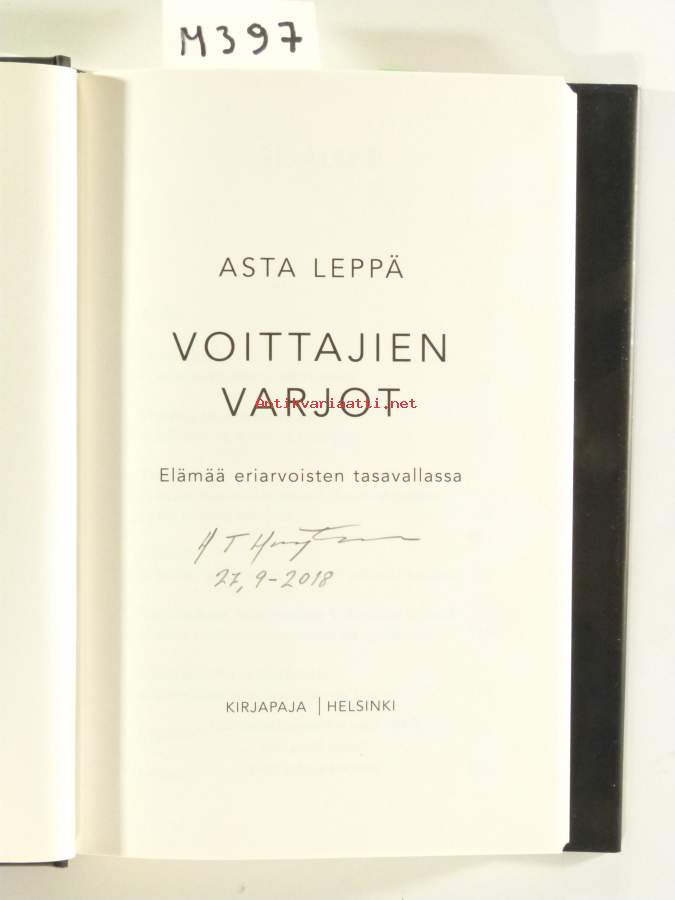 M397
ASTA LEPPÄ
VOITTAJIEN
VARJOT
Antikvariaatti.net
Elämää eriarvoisten tasavallassa
H T
27,9-2018
KIRJAPAJA | HELSINKI